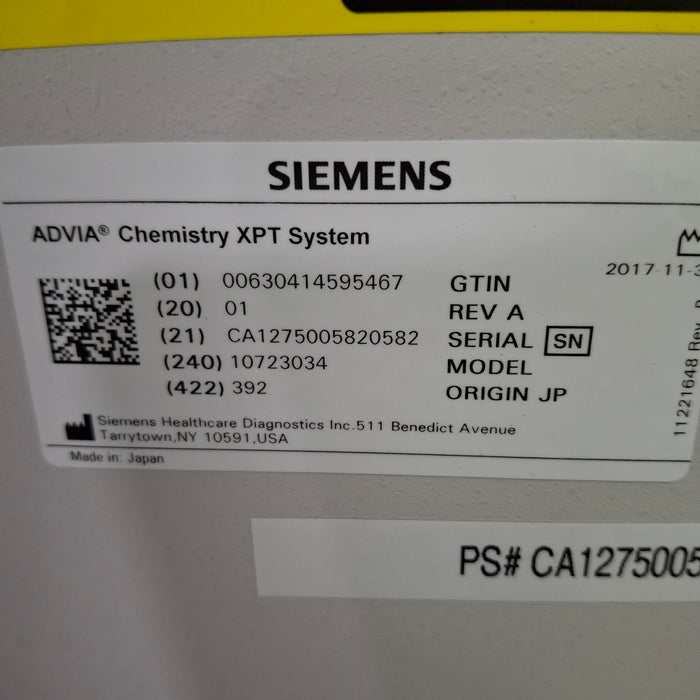 SIEMENS
ADVIA® Chemistry XPT System
(01) 00630414595467 GTIN
(20) 01 REV A
(21) CA1275005820582 SERIAL SN
(240) 10723034 MODEL
(422) 392 ORIGIN JP
2017-11-3
11221648 Rev.
Siemens Healthcare Diagnostics Inc.511 Benedict Avenue
Tarrytown,NY 10591,USA
Made in: Japan
PS# CA1275005